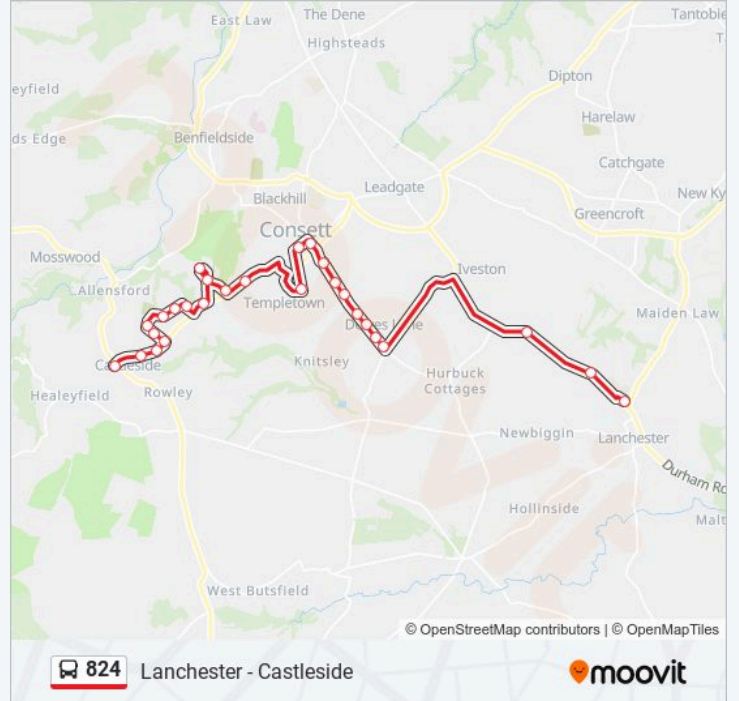 The Dene
Tantobie
East Law
Highsteads
Dipton
eyfield
Harelaw
ds Edge
Benfieldside
Catchgate
Leadgate
New Ky
Blackhill
Greencroft
Consett
Mosswood
Iveston
Allensford
Templetown
Maiden Law
Knitsley
Castleside
Hurbuck
Cottages
Healeyfield
Rowley
Newbiggin
Lanchester
Durham Rd
Hollinside
Malt
West Butsfield
© OpenStreetMap contributors | © OpenMapTiles
824 Lanchester - Castleside
moovit